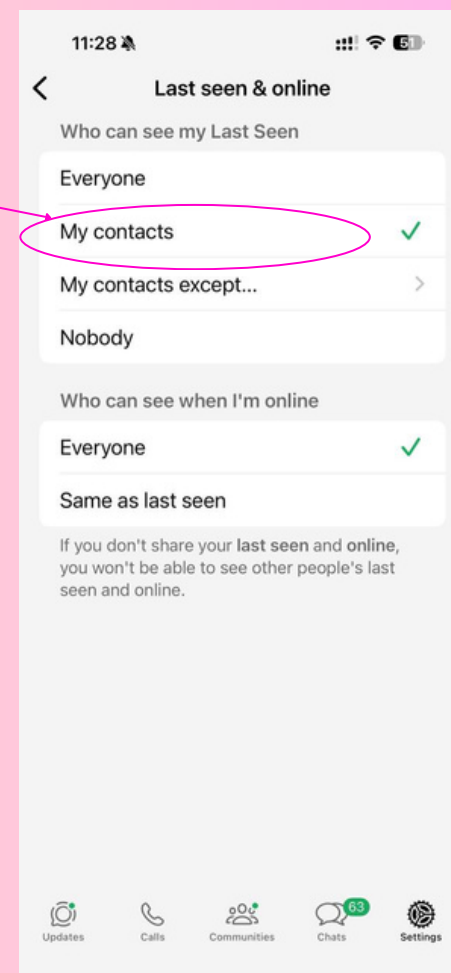 11:28
51
Last seen & online
Who can see my Last Seen
Everyone
My contacts
My contacts except...
Nobody
Who can see when I'm online
Everyone
Same as last seen
If you don't share your last seen and online,
you won't be able to see other people's last
seen and online.
63
Updates Calls Communities Chats Settings